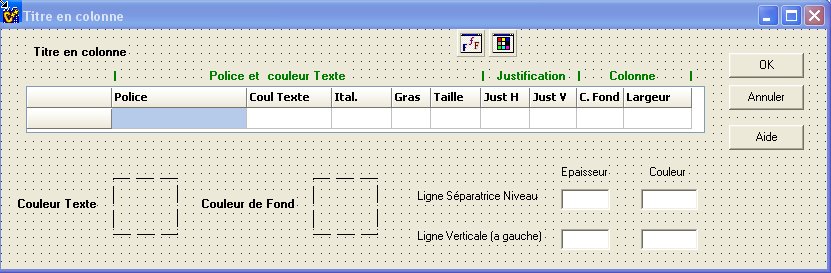 Titre en colonne
Titre en colonne
Police et couleur Texte | Justification | Colonne
OK
Police Coul Texte Ital. Gras Taille Just H Just V C. Fond Largeur
Annuler
Aide
Epaisseur Couleur
Couleur Texte
Couleur de Fond
Ligne Séparatrice Niveau
Ligne Verticale (a gauche)